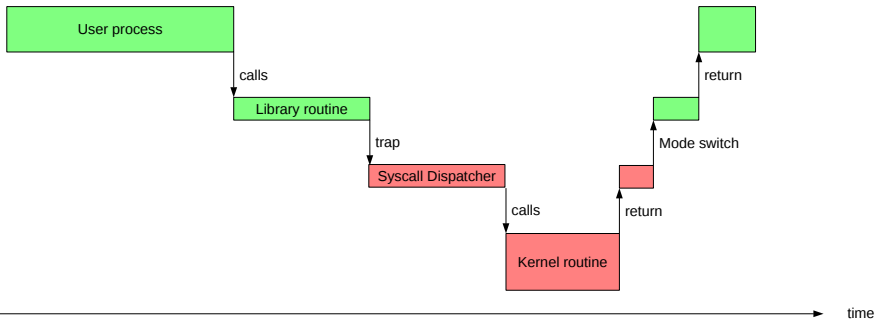 User process
calls
return
Library routine
trap
Mode switch
Syscall Dispatcher
calls
return
Kernel routine
time